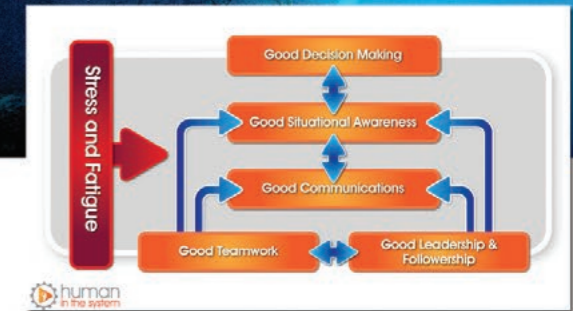 Stress and Fatigue
Good Decision Making
Good Situational Awareness
Good Communications
Good Teamwork
Good Leadership &
Followership
human
in the system